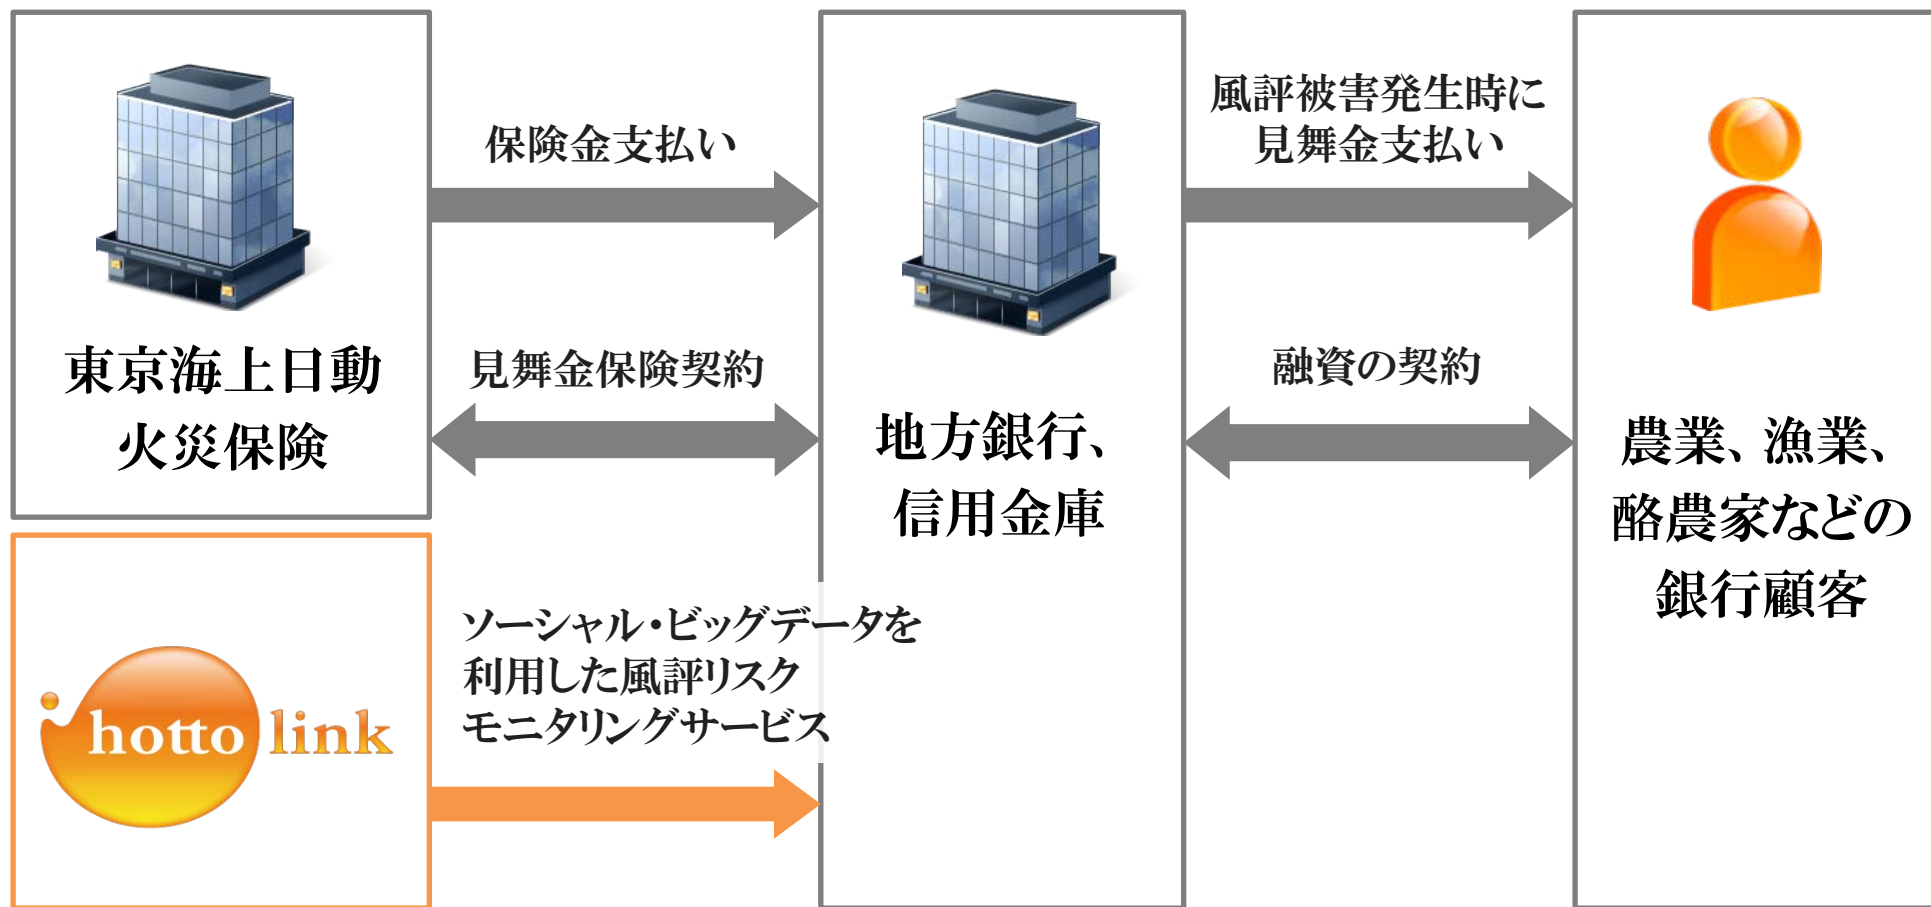 東京海上日動
火災保険
保険金支払い
見舞金保険契約
地方銀行、
信用金庫
風評被害発生時に
見舞金支払い
融資の契約
農業、漁業、
酪農家などの
銀行顧客
hotto link
ソーシャル・ビッグデータを
利用した風評リスク
モニタリングサービス